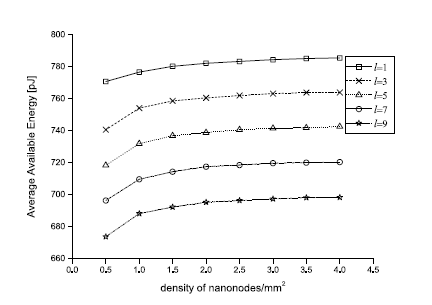 800
780
760
740
720
700
680
660
Average Available Energy [pJ]
0.0 0.5 1.0 1.5 2.0 2.5 3.0 3.5 4.0 4.5
density of nanonodes/mm²
l=1
l=3
l=5
l=7
l=9